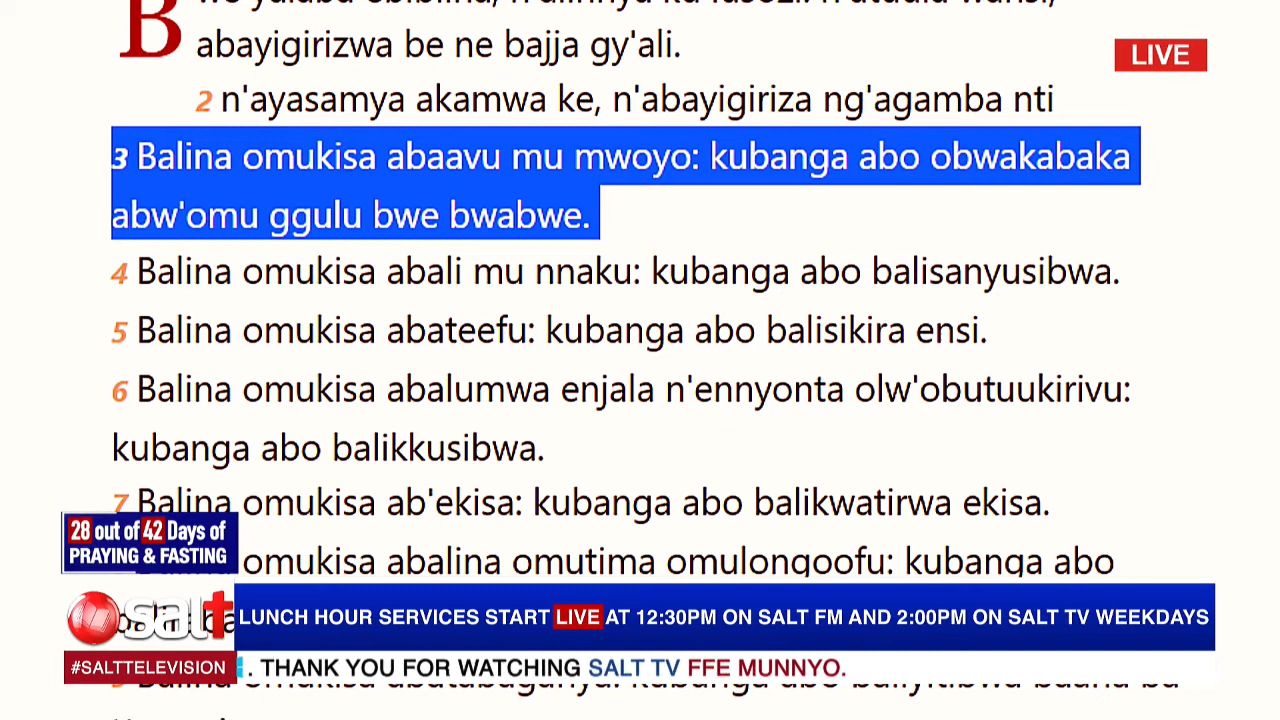 B
abayigirizwa be ne bajja gy'ali.
LIVE
2 n'ayasamya akamwa ke, n'abayigiriza ng'agamba nti
3 Balina omukisa abaavu mu mwoyo: kubanga abo obwakabaka
abw'omu ggulu bwe bwabwe.
4 Balina omukisa abali mu nnaku: kubanga abo balisanyusibwa.
5 Balina omukisa abateefu: kubanga abo balisikira ensi.
6 Balina omukisa abalumwa enjala n'ennyonta olw'obutuukirivu:
kubanga abo balikkusibwa.
7 Balina omukisa ab'ekisa: kubanga abo balikwatirwa ekisa.
28 out of 42 Days of
PRAYING & FASTING
omukisa abalina omutima omulongoofu: kubanga abo
salt
LUNCH HOUR SERVICES START LIVE AT 12:30PM ON SALT FM AND 2:00PM ON SALT TV WEEKDAYS
#SALTTELEVISION
. THANK YOU FOR WATCHING SALT TV FFE MUNNYO.